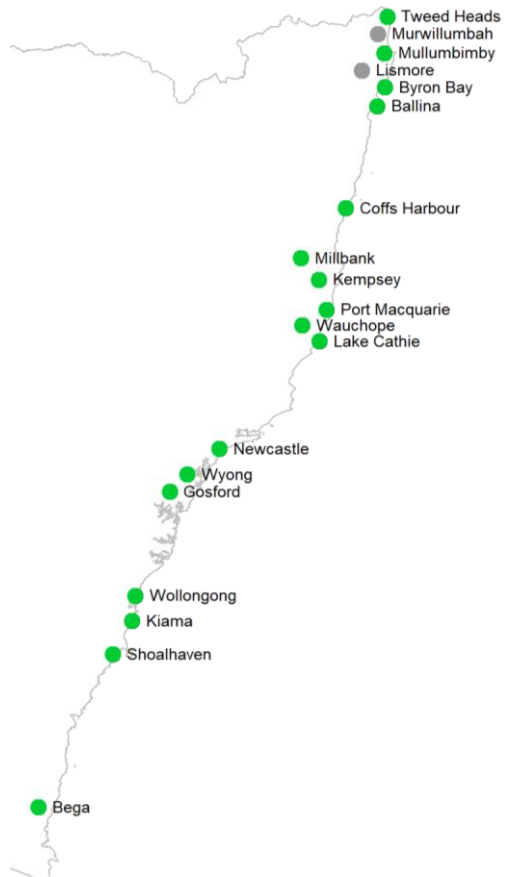 Tweed Heads
Murwillumbah
Mullumbimby
Lismore
Byron Bay
Ballina
Coffs Harbour
Millbank
Kempsey
Port Macquarie
Wauchope
Lake Cathie
Newcastle
Wyong
Gosford
Wollongong
Kiama
Shoalhaven
Bega